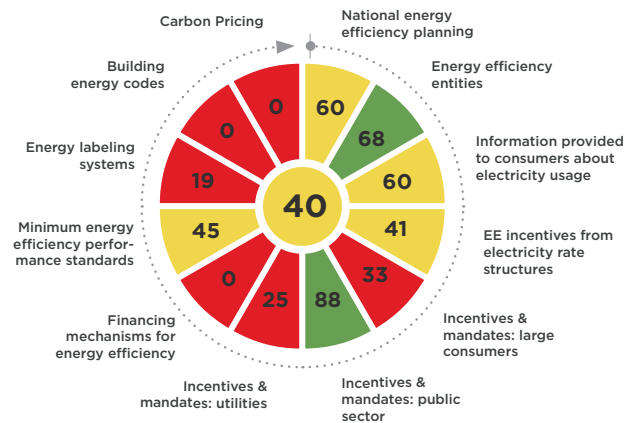 Carbon Pricing
National energy
efficiency planning
Energy efficiency
entities
Information provided
to consumers about
electricity usage
EE incentives from
electricity rate
structures
Incentives &
mandates: large
consumers
Incentives &
mandates: public
sector
Incentives &
mandates: utilities
Financing
mechanisms for
energy efficiency
Minimum energy
efficiency perfor-
mance standards
Energy labeling
systems
Building
energy codes
0
60
68
60
41
33
88
25
0
45
19
0
40